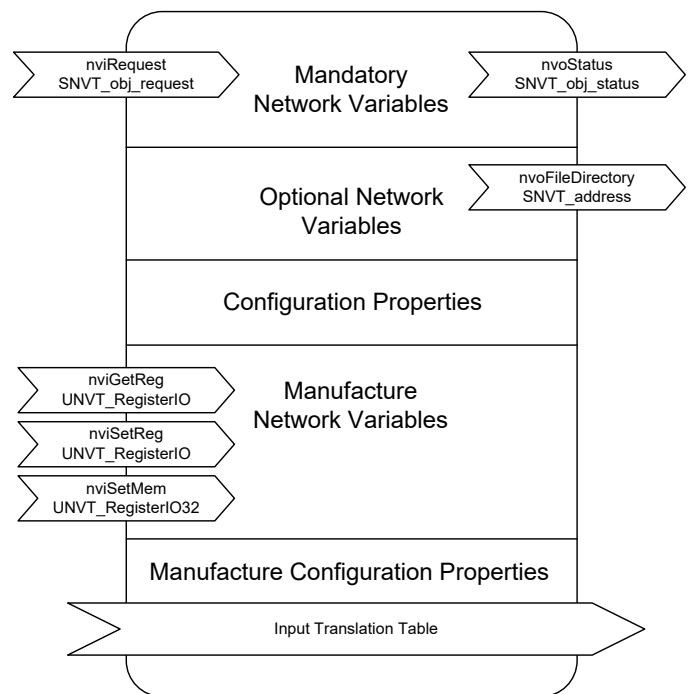 nviRequest
SNVT_obj_request
Mandatory
Network Variables
nvoStatus
SNVT_obj_status
nvoFileDirectory
SNVT_address
Optional Network
Variables
Configuration Properties
nviGetReg
UNVT_RegisterIO
Manufacture
Network Variables
nviSetReg
UNVT_RegisterIO
nviSetMem
UNVT_RegisterIO32
Manufacture Configuration Properties
Input Translation Table